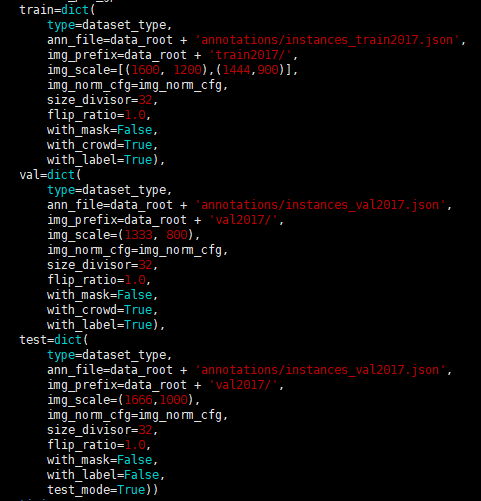 train=dict(
type=dataset_type,
ann_file=data_root + 'annotations/instances_train2017.json',
img_prefix=data_root + 'train2017/',
img_scale=[(1600, 1200),(1444,900)],
img_norm_cfg=img_norm_cfg,
size_divisor=32,
flip_ratio=1.0,
with_mask=False,
with_crowd=True,
with_label=True),
val=dict(
type=dataset_type,
ann_file=data_root + 'annotations/instances_val2017.json',
img_prefix=data_root + 'val2017/',
img_scale=(1333, 800),
img_norm_cfg=img_norm_cfg,
size_divisor=32,
flip_ratio=1.0,
with_mask=False,
with_crowd=True,
with_label=True),
test=dict(
type=dataset_type,
ann_file=data_root + 'annotations/instances_val2017.json',
img_prefix=data_root + 'val2017/',
img_scale=(1666,1000),
img_norm_cfg=img_norm_cfg,
size_divisor=32,
flip_ratio=1.0,
with_mask=False,
with_label=False,
test_mode=True))